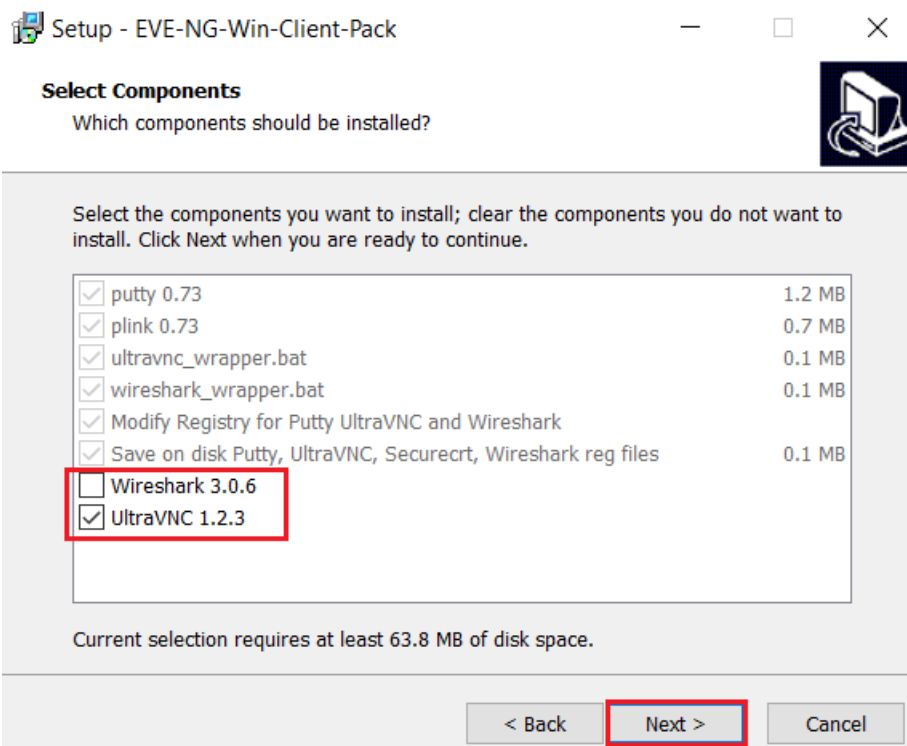 Setup - EVE-NG-Win-Client-Pack
Select Components
Which components should be installed?
Select the components you want to install; clear the components you do not want to
install. Click Next when you are ready to continue.
putty 0.73 1.2 MB
plink 0.73 0.7 MB
ultravnc_wrapper.bat 0.1 MB
wireshark_wrapper.bat 0.1 MB
Modify Registry for Putty UltraVNC and Wireshark
Save on disk Putty, UltraVNC, Securecrt, Wireshark reg files 0.1 MB
Wireshark 3.0.6
UltraVNC 1.2.3
Current selection requires at least 63.8 MB of disk space.
< Back Next > Cancel